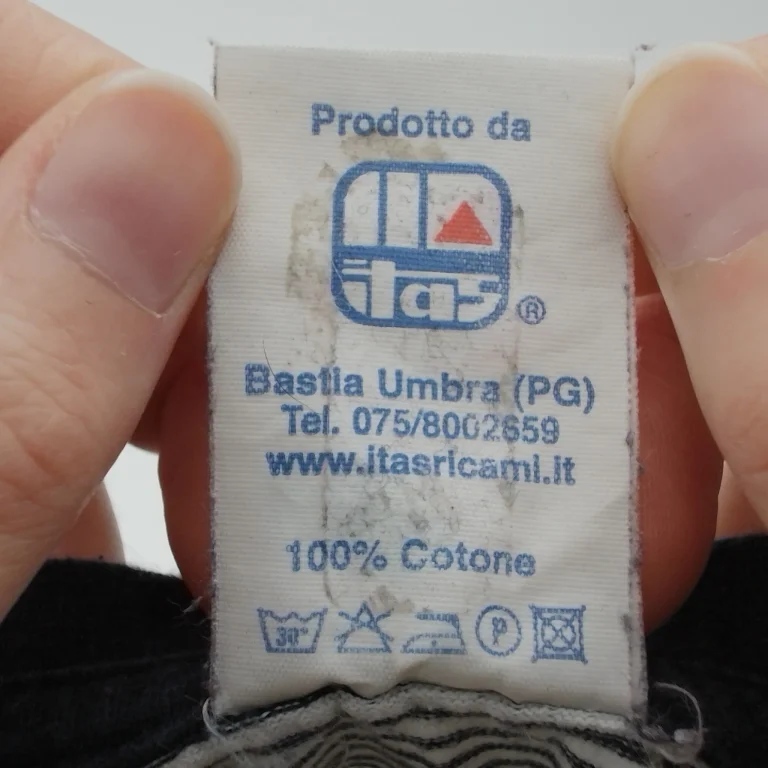 Prodotto da
itas
®
Bastia Umbra (PG)
Tel. 075/8002659
www.itasricami.it
100% Cotone
30° P